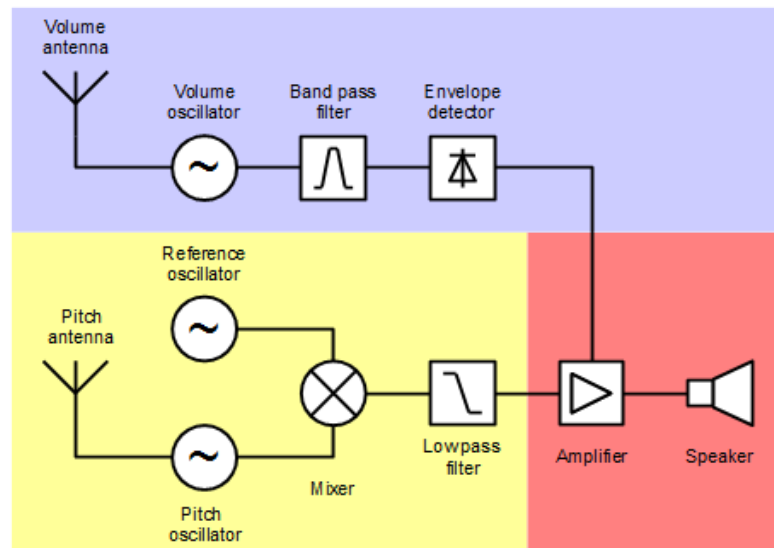 Volume
antenna
Volume
oscillator
Band pass
filter
Envelope
detector
Reference
oscillator
Pitch
antenna
Pitch
oscillator
Mixer
Lowpass
filter
Amplifier
Speaker